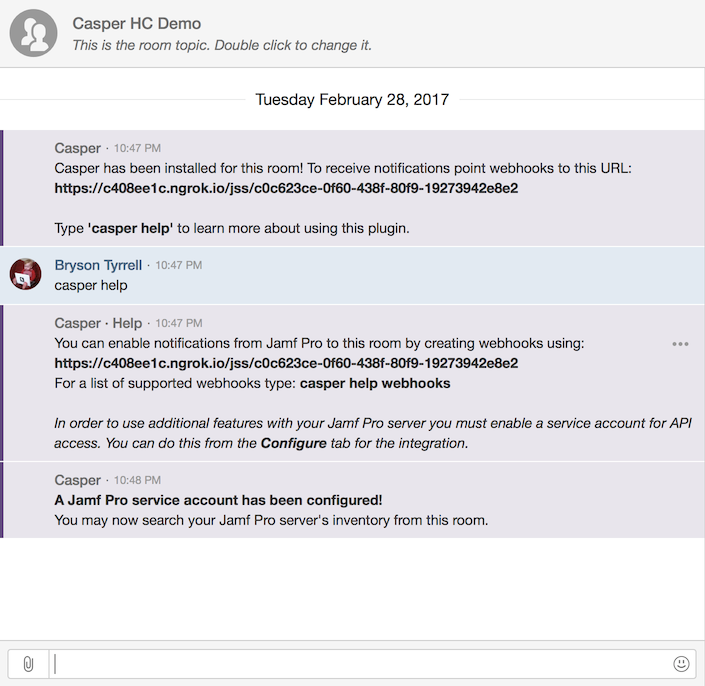 Casper HC Demo
This is the room topic. Double click to change it.
Tuesday February 28, 2017
Casper · 10:47 PM
Casper has been installed for this room! To receive notifications point webhooks to this URL:
https://c408ee1c.ngrok.io/jss/c0c623ce-0f60-438f-80f9-19273942e8e2
Type 'casper help' to learn more about using this plugin.
Bryson Tyrrell · 10:47 PM
casper help
Casper · Help · 10:47 PM
You can enable notifications from Jamf Pro to this room by creating webhooks using:
https://c408ee1c.ngrok.io/jss/c0c623ce-0f60-438f-80f9-19273942e8e2
For a list of supported webhooks type: casper help webhooks
In order to use additional features with your Jamf Pro server you must enable a service account for API
access. You can do this from the Configure tab for the integration.
Casper · 10:48 PM
A Jamf Pro service account has been configured!
You may now search your Jamf Pro server's inventory from this room.